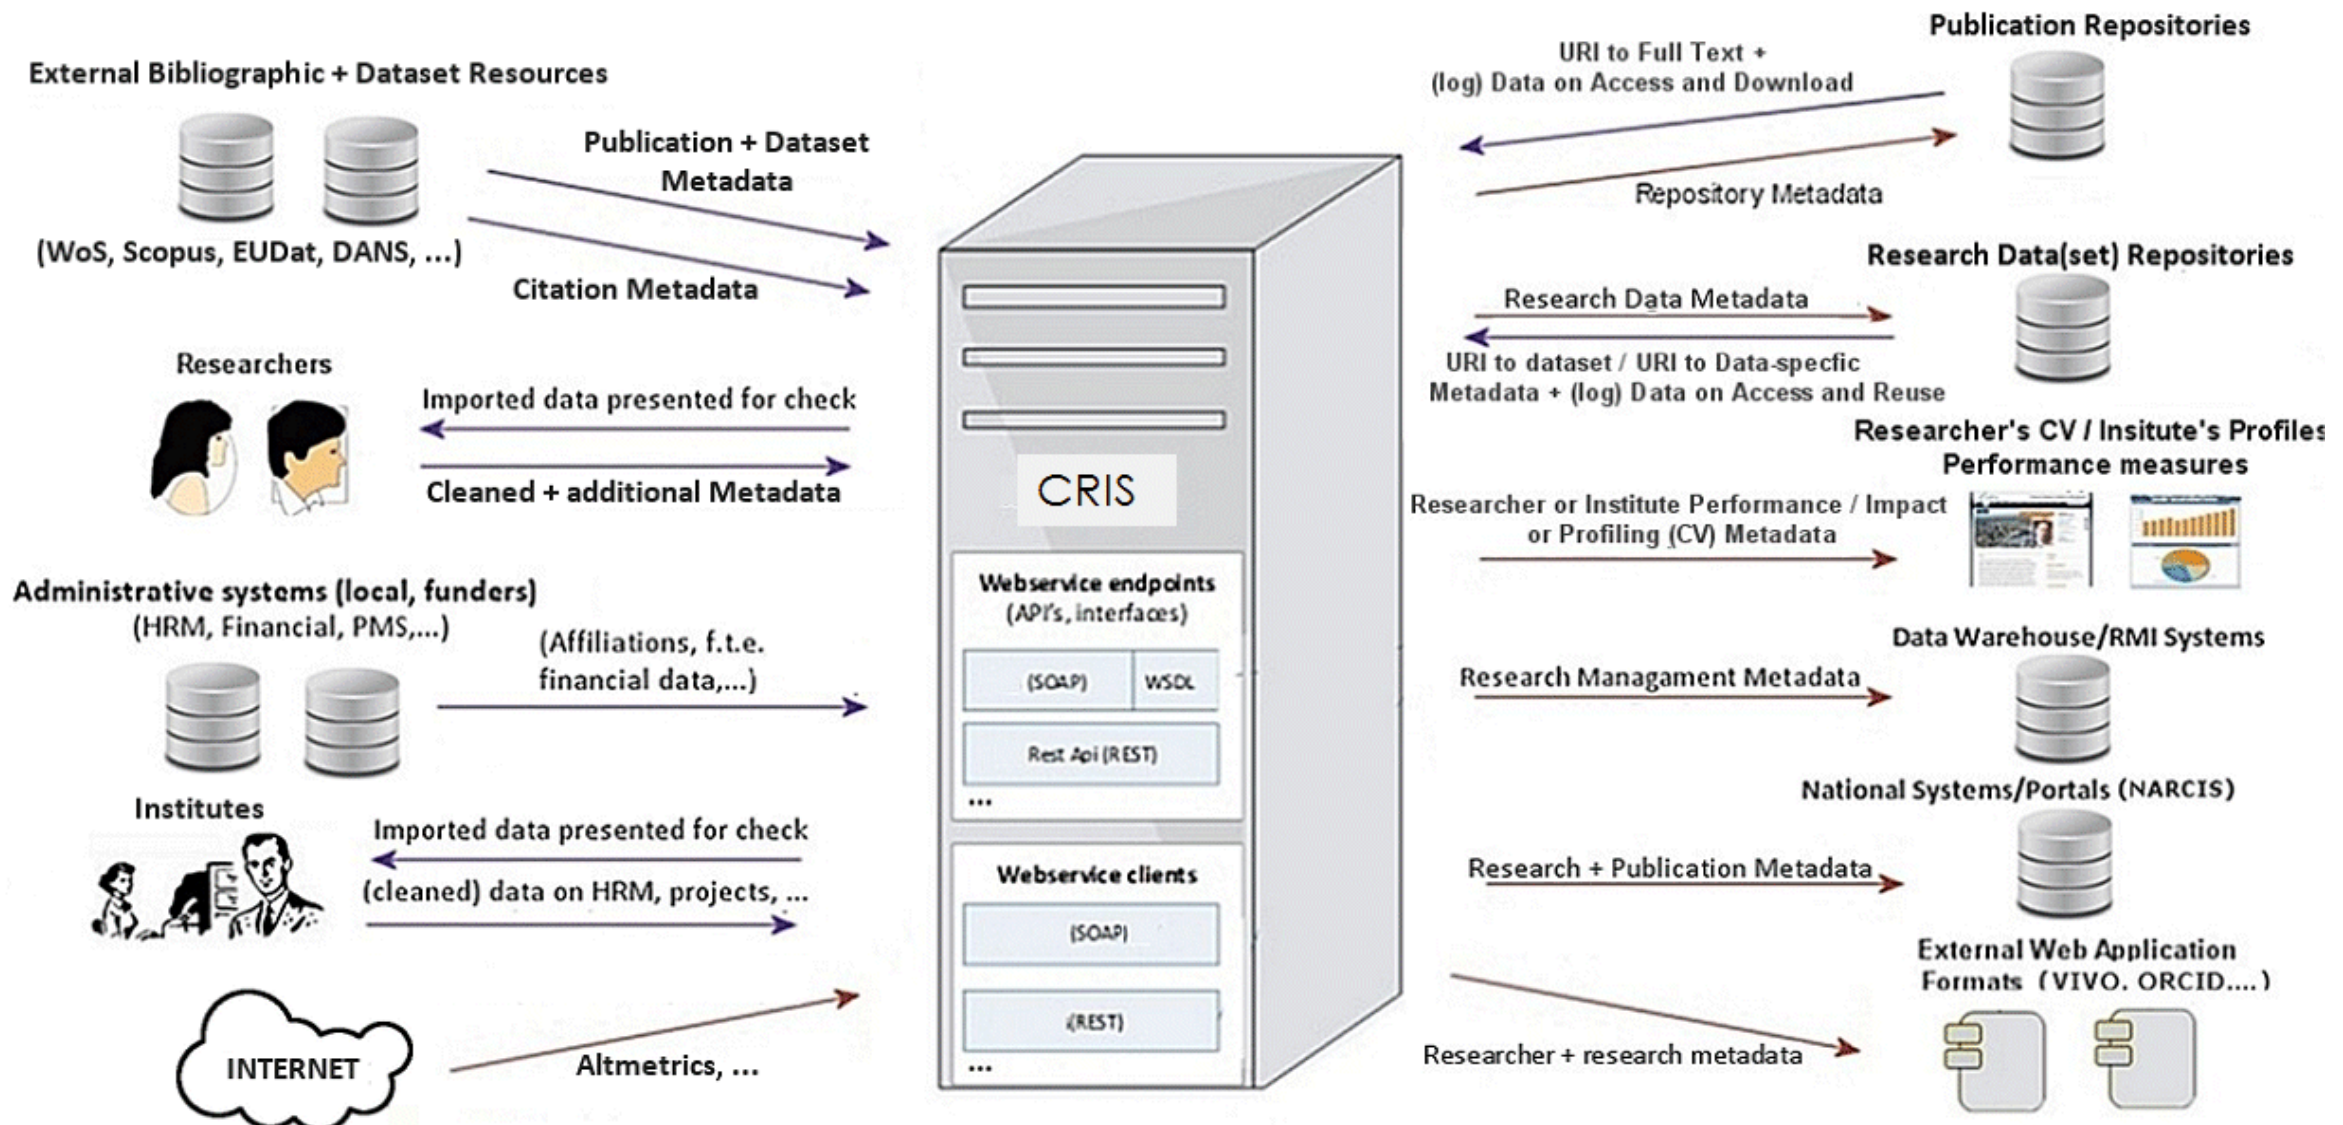 External Bibliographic + Dataset Resources
(WoS, Scopus, EUDat, DANS, ...)
Publication + Dataset
Metadata
Citation Metadata
Researchers
Imported data presented for check
Cleaned + additional Metadata
Administrative systems (local, funders)
(HRM, Financial, PMS,...)
(Affiliations, f.t.e.
financial data,...)
Institutes
Imported data presented for check
(cleaned) data on HRM, projects, ...
INTERNET
Altmetrics, ...
CRIS
Webservice endpoints
(API's, interfaces)
(SOAP) WSDL
Rest Api (REST)
...
Webservice clients
(SOAP)
(REST)
...
Publication Repositories
URI to Full Text +
(log) Data on Access and Download
Repository Metadata
Research Data(set) Repositories
Research Data Metadata
URI to dataset / URI to Data-specfic
Metadata + (log) Data on Access and Reuse
Researcher's CV / Insitute's Profiles
Performance measures
Researcher or Institute Performance / Impact
or Profiling (CV) Metadata
Data Warehouse/RMI Systems
Research Managament Metadata
National Systems/Portals (NARCIS)
Research + Publication Metadata
External Web Application
Formats (VIVO, ORCID....)
Researcher + research metadata